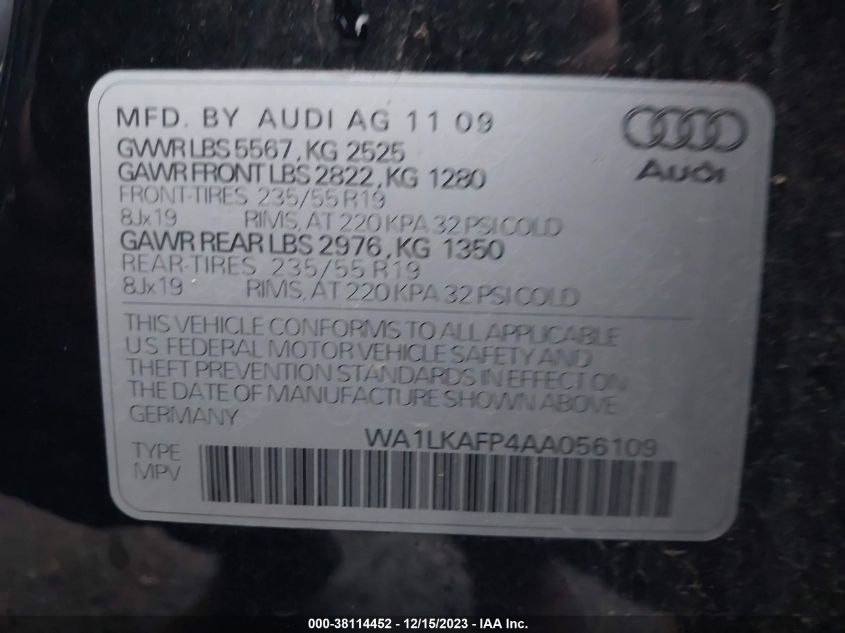 MFD. BY AUDI AG 11 09
GVWR LBS 5567, KG 2525
GAWR FRONT LBS 2822, KG 1280
FRONT-TIRES 235/55 R19
8Jx19 RIMS, AT 220 KPA 32 PSI COLD
GAWR REAR LBS 2976, KG 1350
REAR-TIRES 235/55 R19
8Jx19 RIMS, AT 220 KPA 32 PSI COLD
Audi
THIS VEHICLE CONFORMS TO ALL APPLICABLE
U.S. FEDERAL MOTOR VEHICLE SAFETY AND
THEFT PREVENTION STANDARDS IN EFFECT ON
THE DATE OF MANUFACTURE SHOWN ABOVE
GERMANY
WA1LKAFP4AA056109
TYPE
MPV
000-38114452 - 12/15/2023 - IAA Inc.